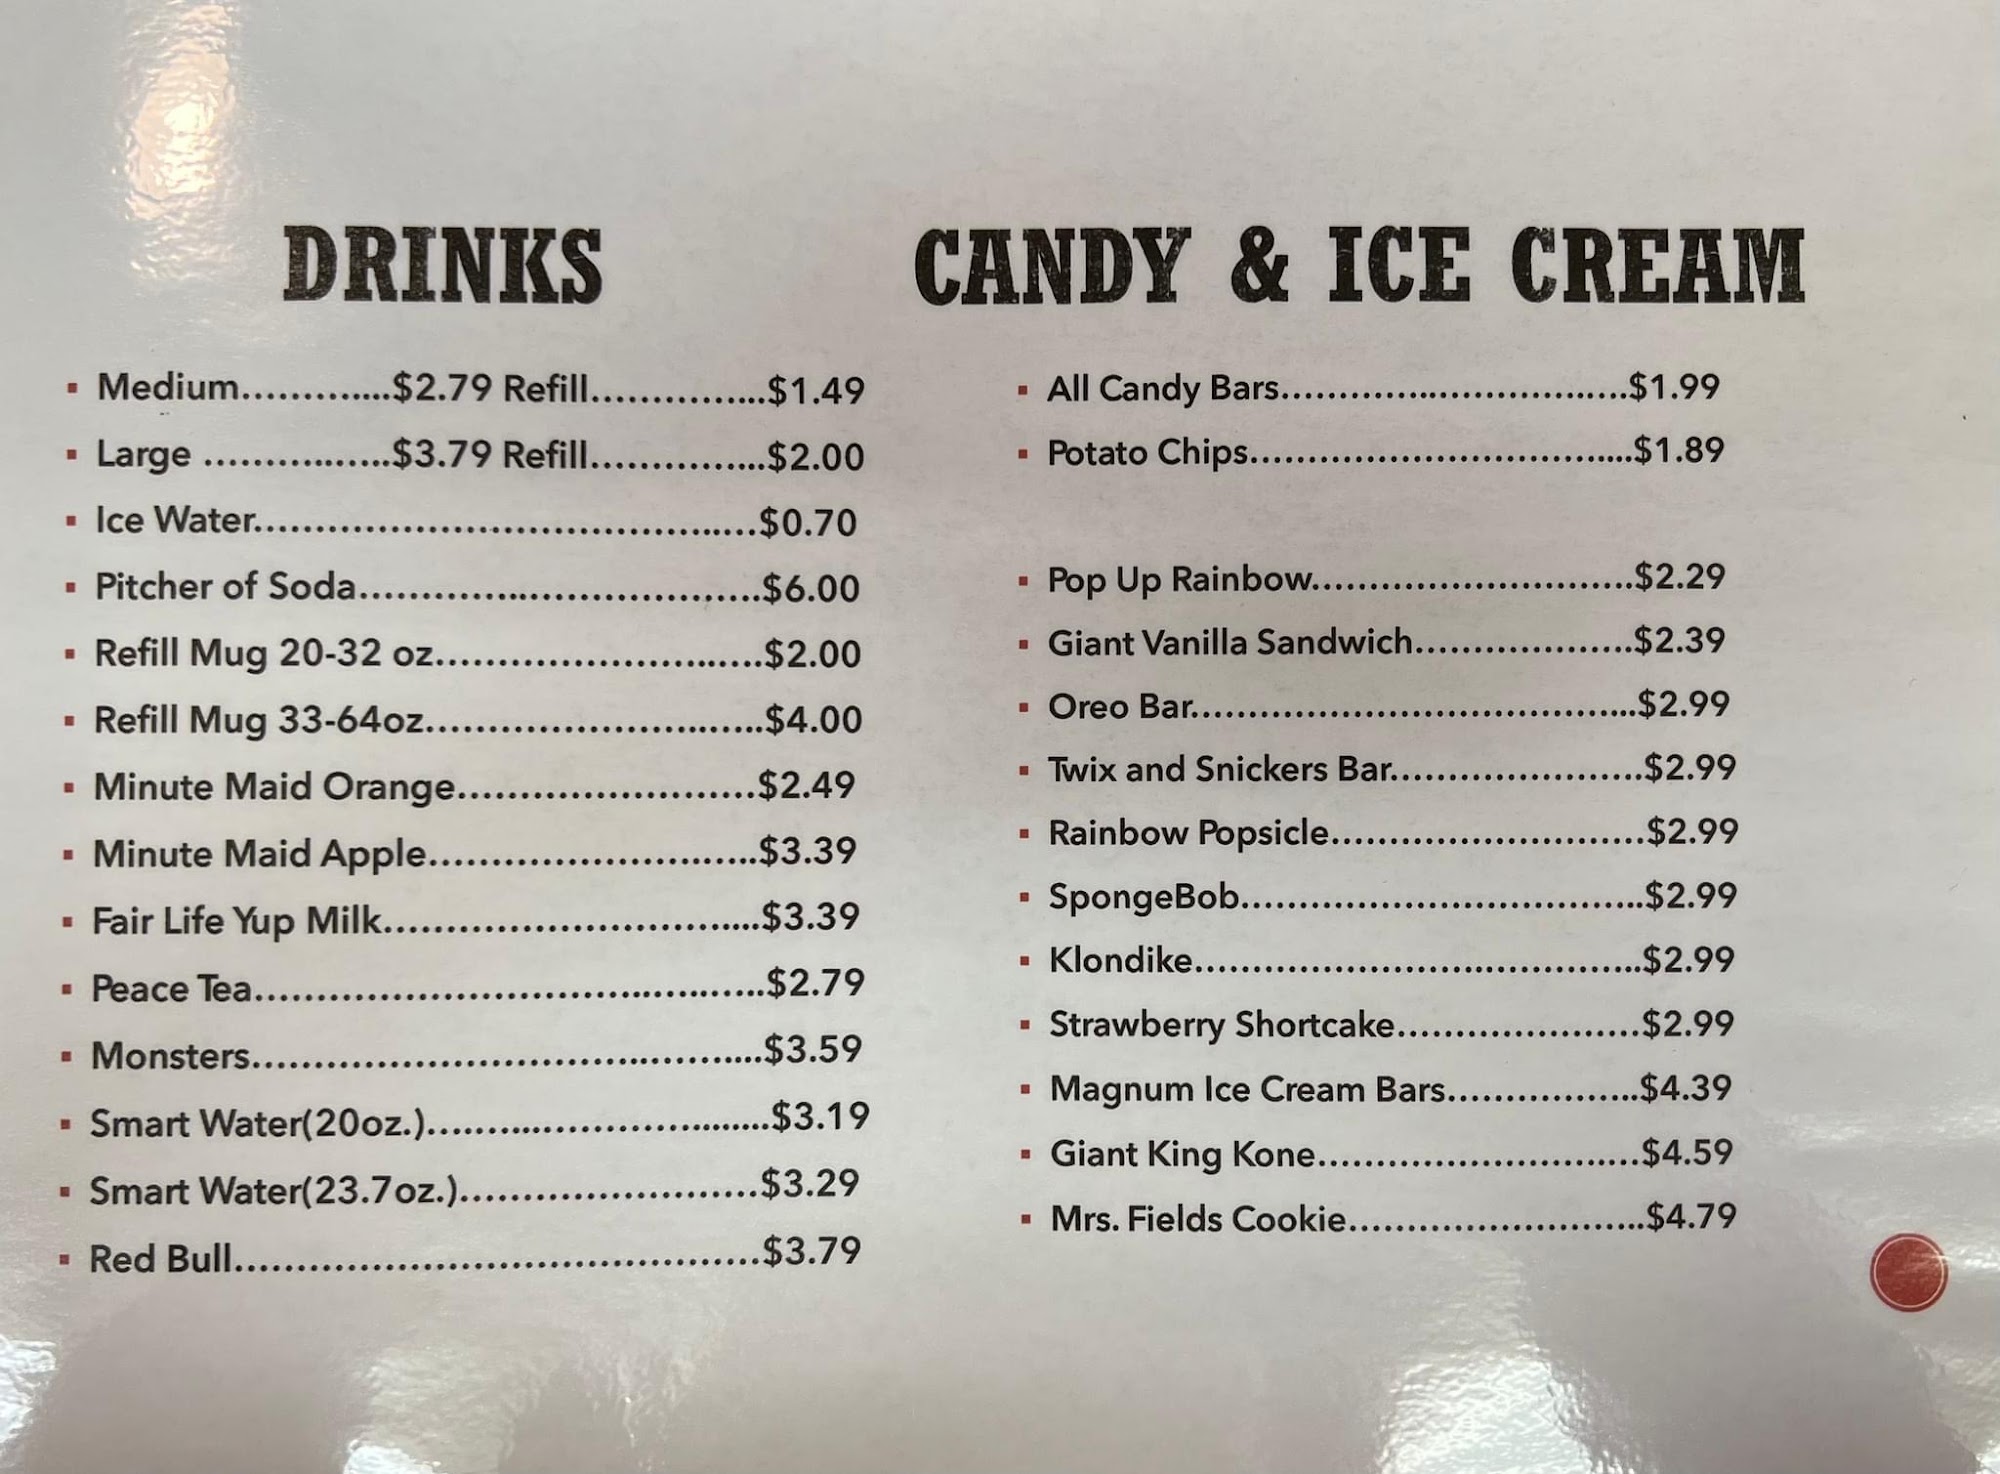 DRINKS
Medium............$2.79 Refill..............$1.49
Large ...............$3.79 Refill..............$2.00
Ice Water.........................................$0.70
Pitcher of Soda.................................$6.00
Refill Mug 20-32 oz...........................$2.00
Refill Mug 33-64oz............................$4.00
Minute Maid Orange........................$2.49
Minute Maid Apple...........................$3.39
Fair Life Yup Milk...............................$3.39
Peace Tea.........................................$2.79
Monsters..........................................$3.59
Smart Water(20oz.)............................$3.19
Smart Water(23.7oz.)........................$3.29
Red Bull...........................................$3.79
CANDY & ICE CREAM
All Candy Bars...............................$1.99
Potato Chips..................................$1.89
Pop Up Rainbow............................$2.29
Giant Vanilla Sandwich...................$2.39
Oreo Bar.......................................$2.99
Twix and Snickers Bar......................$2.99
Rainbow Popsicle...........................$2.99
SpongeBob...................................$2.99
Klondike.......................................$2.99
Strawberry Shortcake.....................$2.99
Magnum Ice Cream Bars.................$4.39
Giant King Kone............................$4.59
Mrs. Fields Cookie..........................$4.79